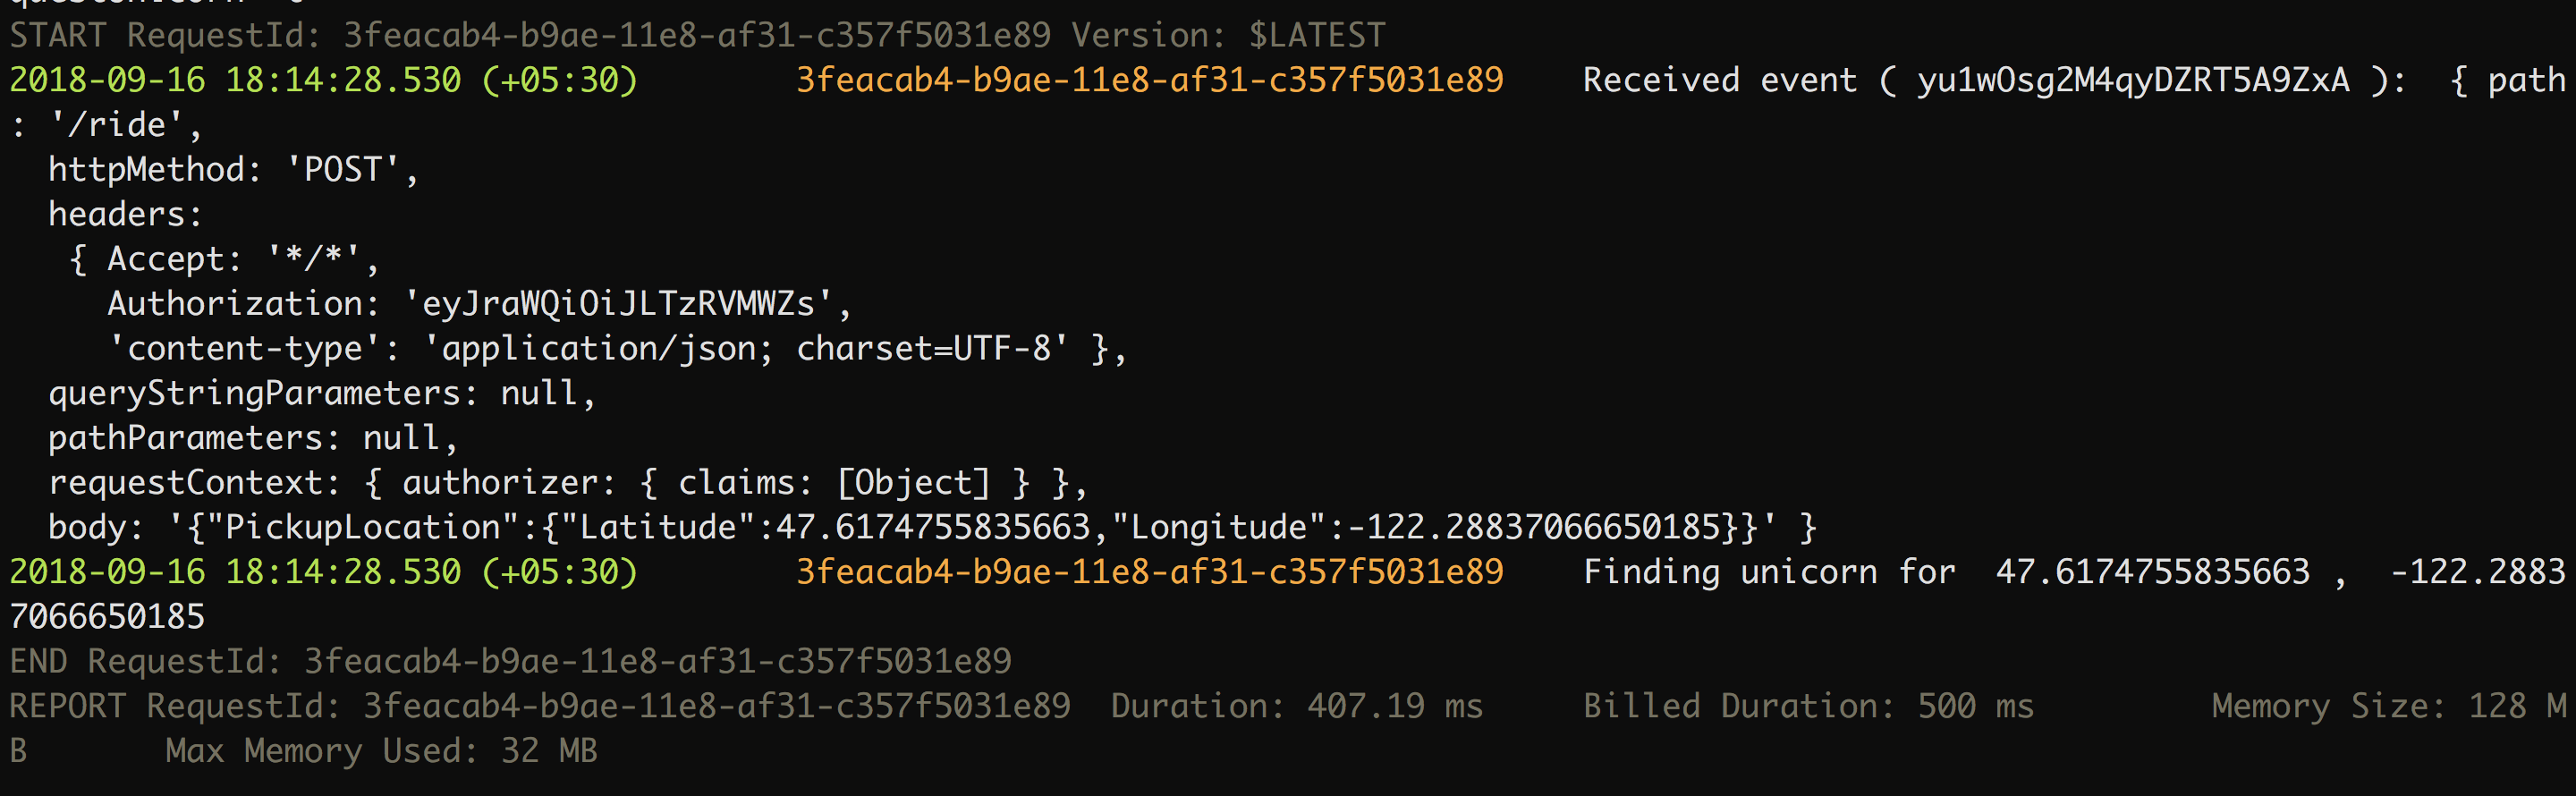 START RequestId: 3feacab4-b9ae-11e8-af31-c357f5031e89 Version: $LATEST
2018-09-16 18:14:28.530 (+05:30)        3feacab4-b9ae-11e8-af31-c357f5031e89    Received event ( yu1wOsg2M4qyDZRT5A9ZxA ):  { path
: '/ride',
  httpMethod: 'POST',
  headers:
   { Accept: '*/*',
     Authorization: 'eyJraWQiOiJLTzRVMWZs',
     'content-type': 'application/json; charset=UTF-8' },
  queryStringParameters: null,
  pathParameters: null,
  requestContext: { authorizer: { claims: [Object] } },
  body: '{"PickupLocation":{"Latitude":47.6174755835663,"Longitude":-122.28837066650185}}' }
2018-09-16 18:14:28.530 (+05:30)        3feacab4-b9ae-11e8-af31-c357f5031e89    Finding unicorn for  47.6174755835663 ,  -122.2883
7066650185
END RequestId: 3feacab4-b9ae-11e8-af31-c357f5031e89
REPORT RequestId: 3feacab4-b9ae-11e8-af31-c357f5031e89  Duration: 407.19 ms     Billed Duration: 500 ms         Memory Size: 128 M
B       Max Memory Used: 32 MB